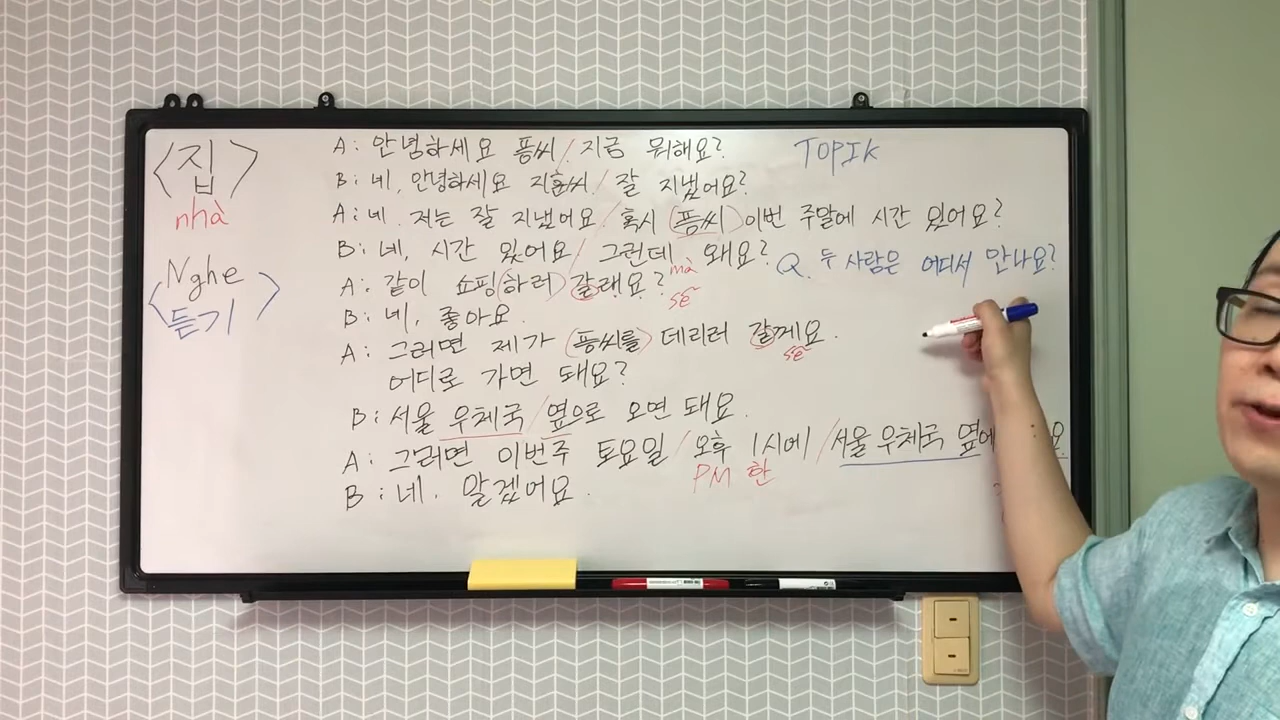 <집>
nhà
Nghe
<듣기>
A: 안녕하세요 픙씨/ 지금 뭐해요?
TOPIK
B: 네, 안녕하세요 지훈씨/ 잘 지냈어요?
A: 네 저는 잘 지냈어요/ 혹시 (픙씨) 이번 주말에 시간 있어요?
B: 네, 시간 있어요/ 그런데 왜요?
mà
Q. 두 사람은 어디서 만나요?
A: 같이 쇼핑(하러) 갈래요?
sẽ
B: 네, 좋아요.
A: 그러면 제가 (픙씨를) 데리러 갈게요.
sẽ
어디로 가면 돼요?
B: 서울 우체국/ 옆으로 오면 돼요.
A: 그러면 이번주 토요일/ 오후 1시에/ 서울 우체국 옆에
PM 한
B: 네, 알겠어요.